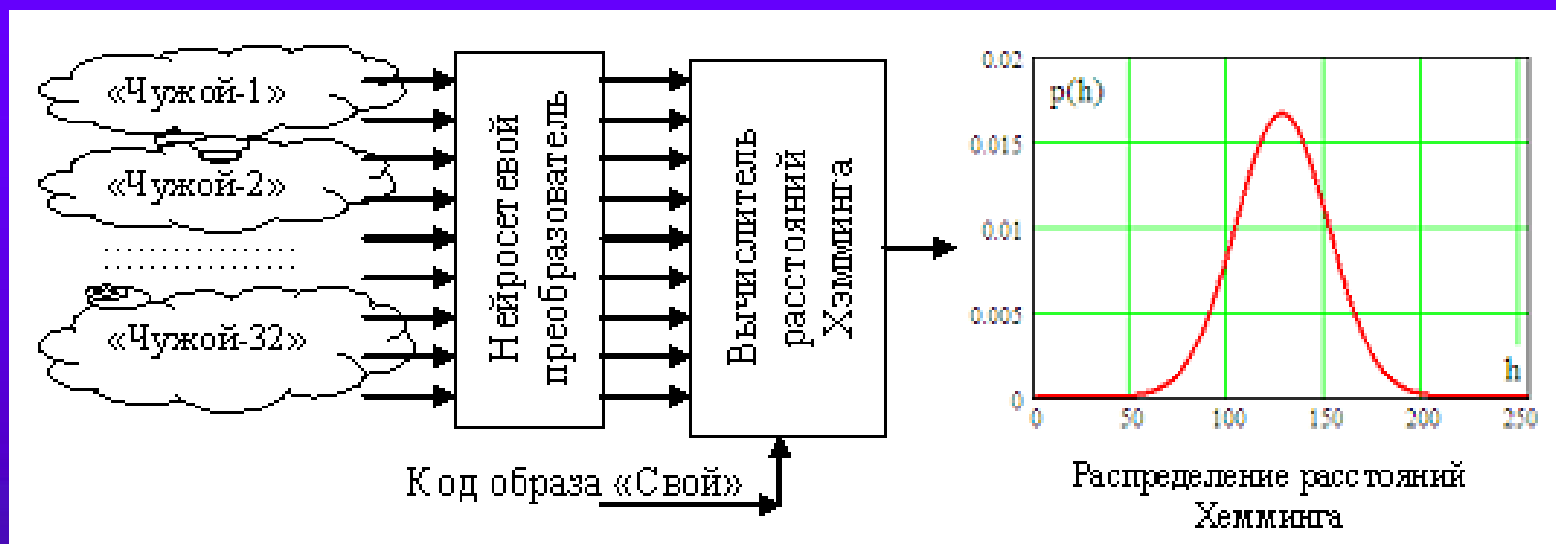 «Чужой-1»
«Чужой-2»
«Чужой-32»
Нейросетевой
преобразователь
Вычислитель
расстояний
Хэмминга
Код образа «Свой»
0.02
p(h)
0.015
0.01
0.005
0
h
0 50 100 150 200 250
Распределение расстояний
Хемминга